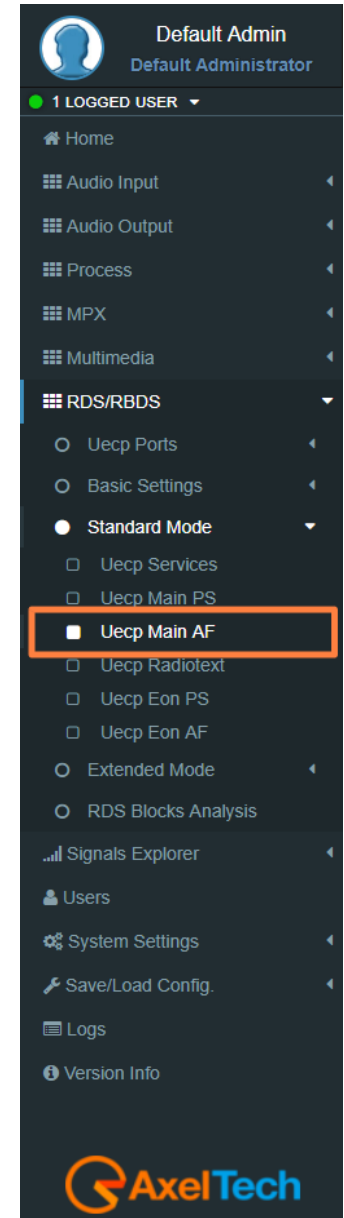 Default Admin
Default Administrator
1 LOGGED USER
Home
Audio Input
Audio Output
Process
MPX
Multimedia
RDS/RBDS
Uecp Ports
Basic Settings
Standard Mode
Uecp Services
Uecp Main PS
Uecp Main AF
Uecp Radiotext
Uecp Eon PS
Uecp Eon AF
Extended Mode
RDS Blocks Analysis
Signals Explorer
Users
System Settings
Save/Load Config.
Logs
Version Info
AxelTech